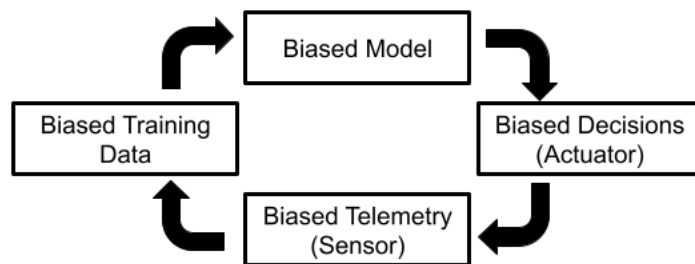 Biased Model
Biased Training
Data
Biased Decisions
(Actuator)
Biased Telemetry
(Sensor)